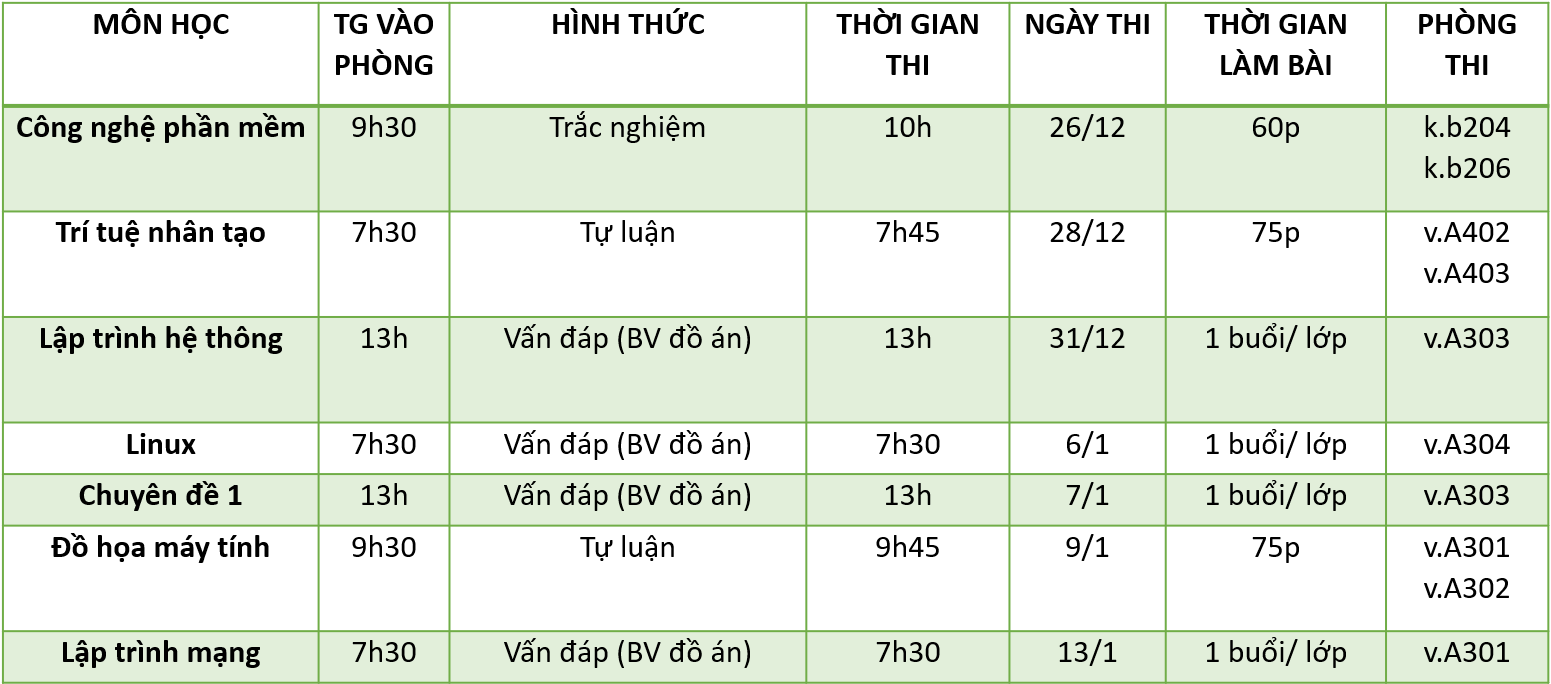 MÔN HỌC
TG VÀO PHÒNG
HÌNH THỨC
THỜI GIAN THI
NGÀY THI
THỜI GIAN LÀM BÀI
PHÒNG THI
Công nghệ phần mềm 9h30 Trắc nghiệm 10h 26/12 60p k.b204
k.b206
Trí tuệ nhân tạo 7h30 Tự luận 7h45 28/12 75p v.A402
v.A403
Lập trình hệ thông 13h Vấn đáp (BV đồ án) 13h 31/12 1 buổi/ lớp v.A303
Linux 7h30 Vấn đáp (BV đồ án) 7h30 6/1 1 buổi/ lớp v.A304
Chuyên đề 1 13h Vấn đáp (BV đồ án) 13h 7/1 1 buổi/ lớp v.A303
Đồ họa máy tính 9h30 Tự luận 9h45 9/1 75p v.A301
v.A302
Lập trình mạng 7h30 Vấn đáp (BV đồ án) 7h30 13/1 1 buổi/ lớp v.A301